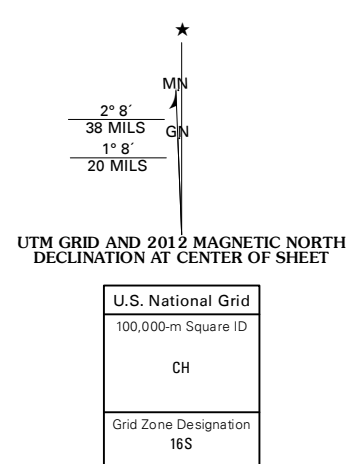 ★
MN
2° 8´
38 MILS
GN
1° 8´
20 MILS
UTM GRID AND 2012 MAGNETIC NORTH
DECLINATION AT CENTER OF SHEET
U.S. National Grid
100,000-m Square ID
CH
Grid Zone Designation
16S